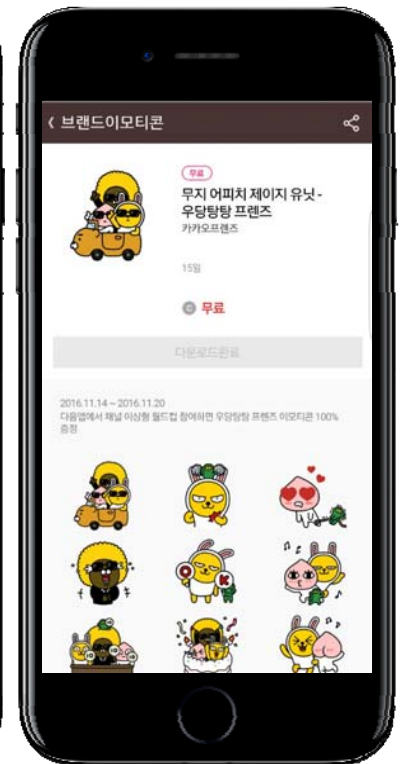 브랜드이모티콘
무료
무지 어피치 제이지 유닛 -
우당탕탕 프렌즈
카카오프렌즈
15일
C 무료
다운로드완료
2016.11.14 ~ 2016.11.20
다음앱에서 채널 이상형 월드컵 참여하면 우당탕탕 프렌즈 이모티콘 100%
증정
O K